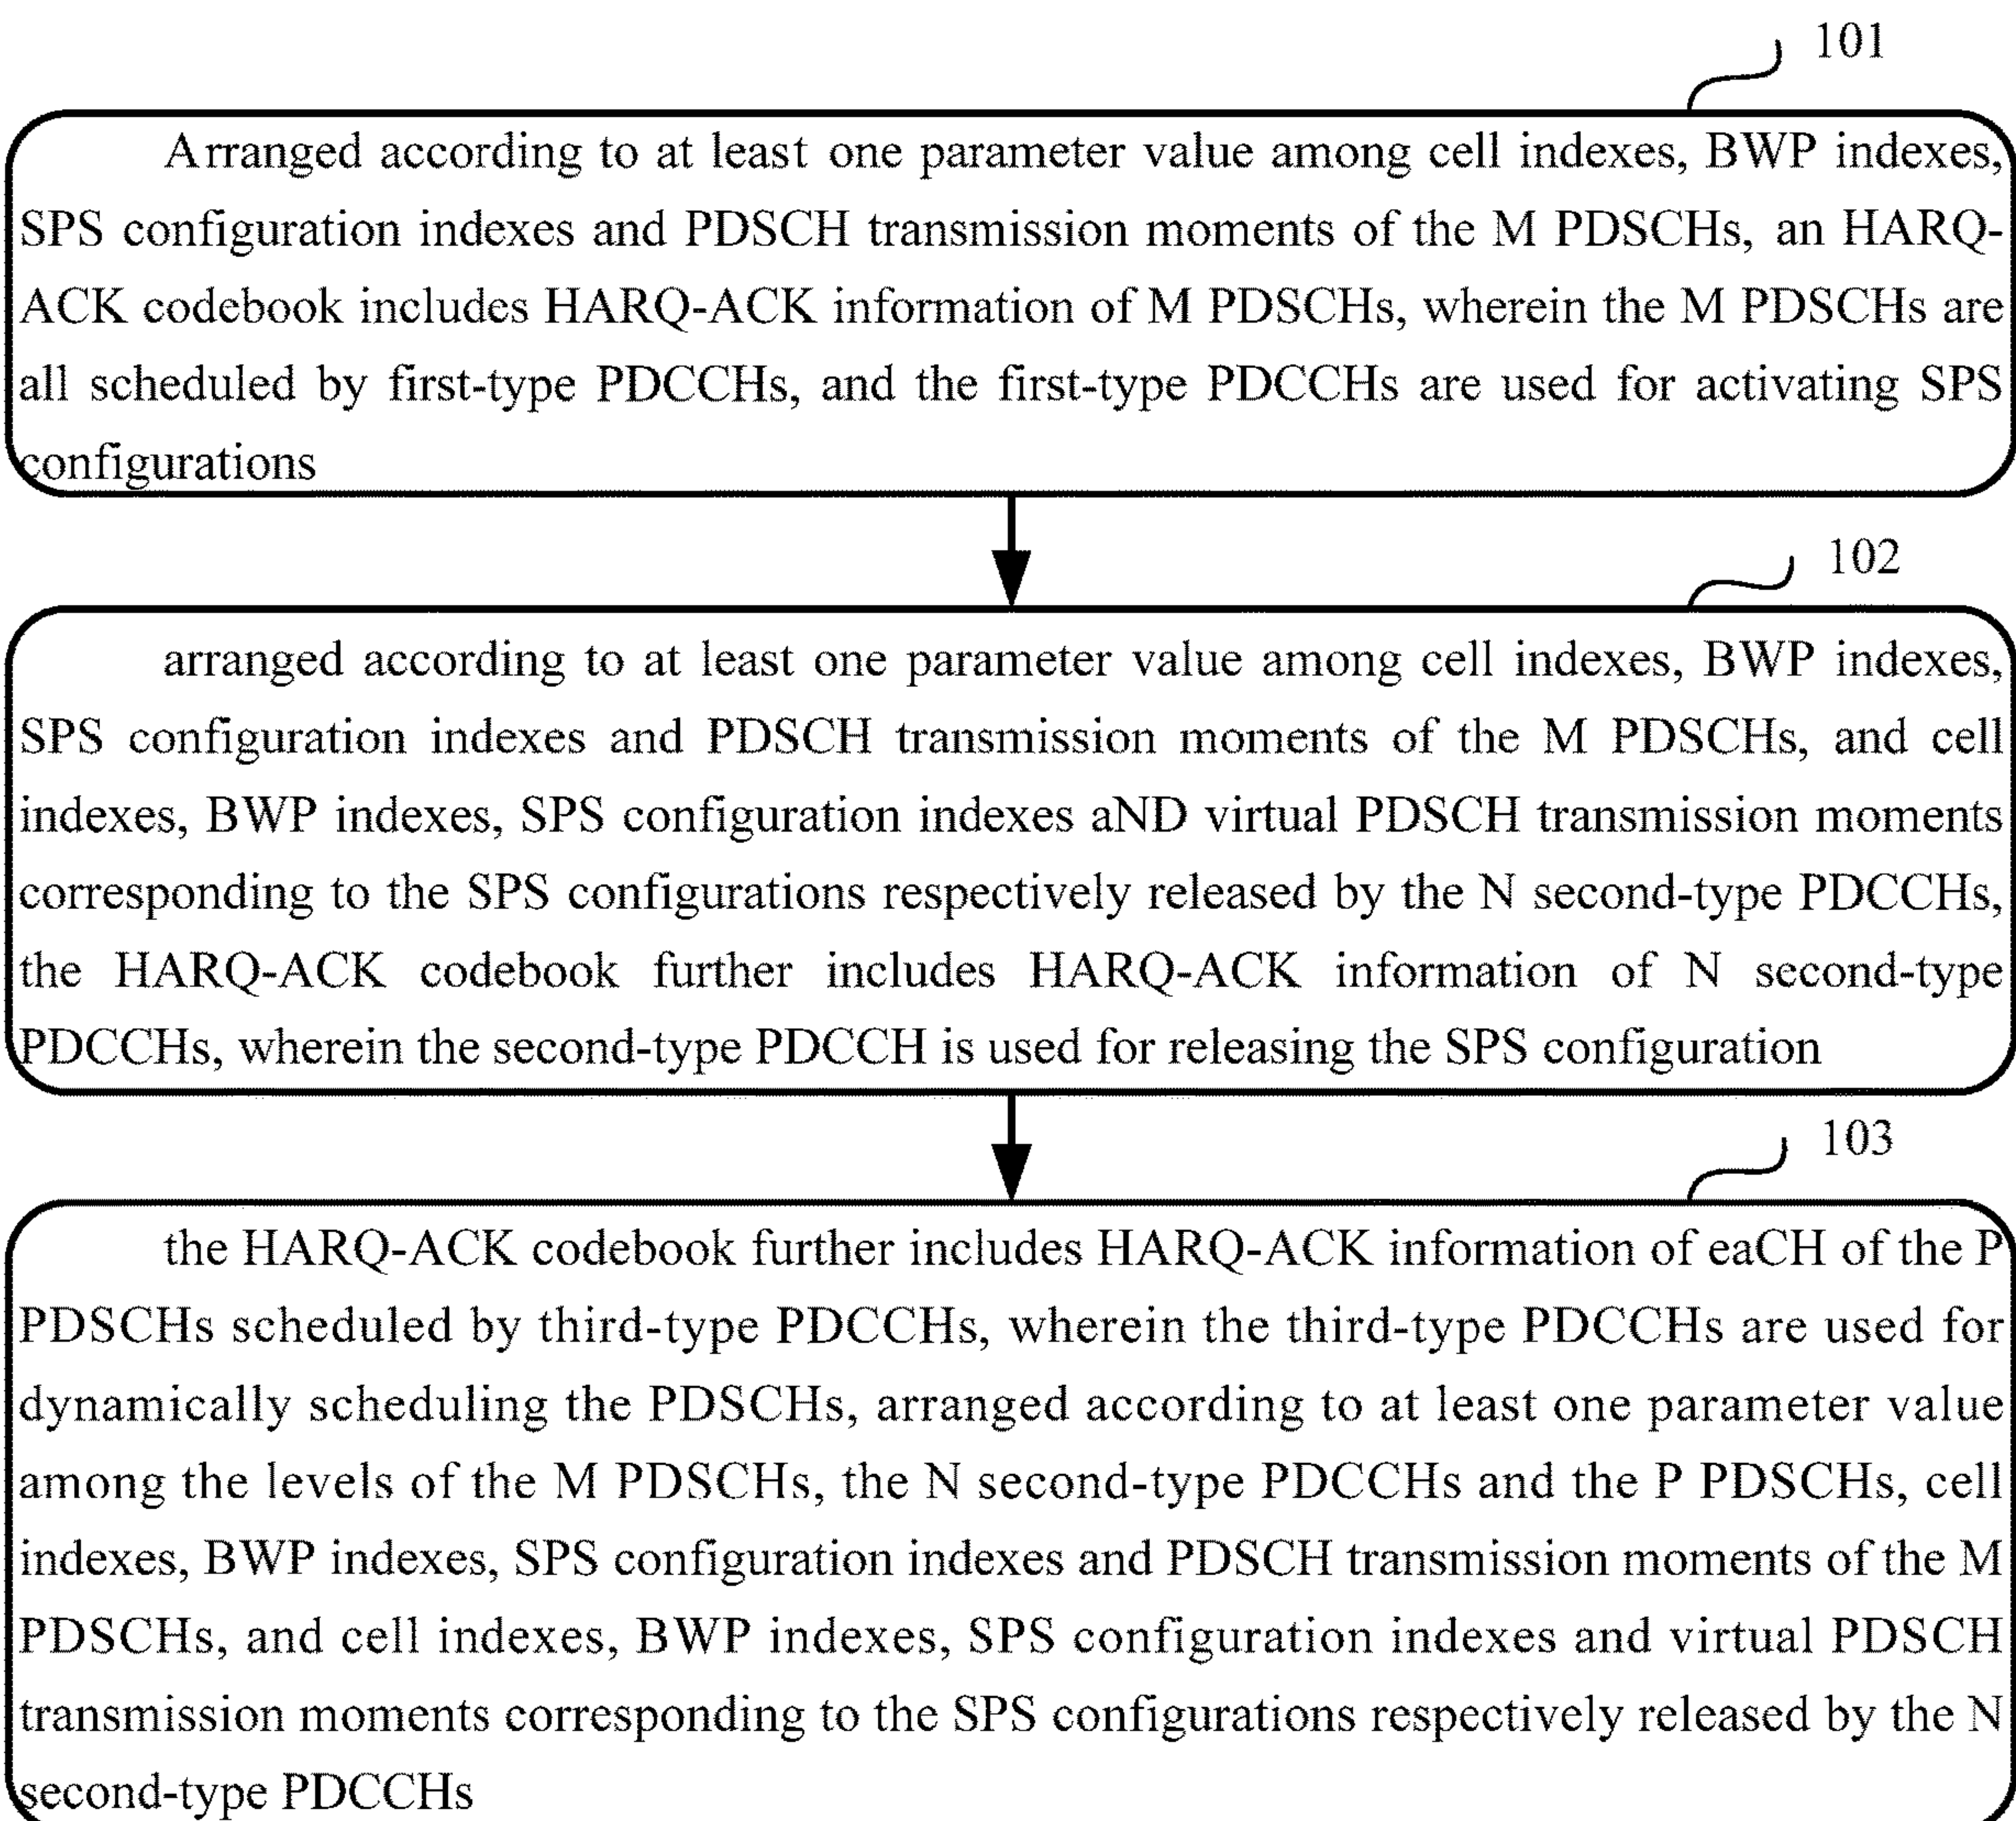 101
Arranged according to at least one parameter value among cell indexes, BWP indexes,
SPS configuration indexes and PDSCH transmission moments of the M PDSCHs, an HARQ-
ACK codebook includes HARQ-ACK information of M PDSCHs, wherein the M PDSCHs are
all scheduled by first-type PDCCHs, and the first-type PDCCHs are used for activating SPS
configurations
102
arranged according to at least one parameter value among cell indexes, BWP indexes,
SPS configuration indexes and PDSCH transmission moments of the M PDSCHs, and cell
indexes, BWP indexes, SPS configuration indexes aND virtual PDSCH transmission moments
corresponding to the SPS configurations respectively released by the N second-type PDCCHs,
the HARQ-ACK codebook further includes HARQ-ACK information of N second-type
PDCCHs, wherein the second-type PDCCH is used for releasing the SPS configuration
103
the HARQ-ACK codebook further includes HARQ-ACK information of eaCH of the P
PDSCHs scheduled by third-type PDCCHs, wherein the third-type PDCCHs are used for
dynamically scheduling the PDSCHs, arranged according to at least one parameter value
among the levels of the M PDSCHs, the N second-type PDCCHs and the P PDSCHs, cell
indexes, BWP indexes, SPS configuration indexes and PDSCH transmission moments of the M
PDSCHs, and cell indexes, BWP indexes, SPS configuration indexes and virtual PDSCH
transmission moments corresponding to the SPS configurations respectively released by the N
second-type PDCCHs